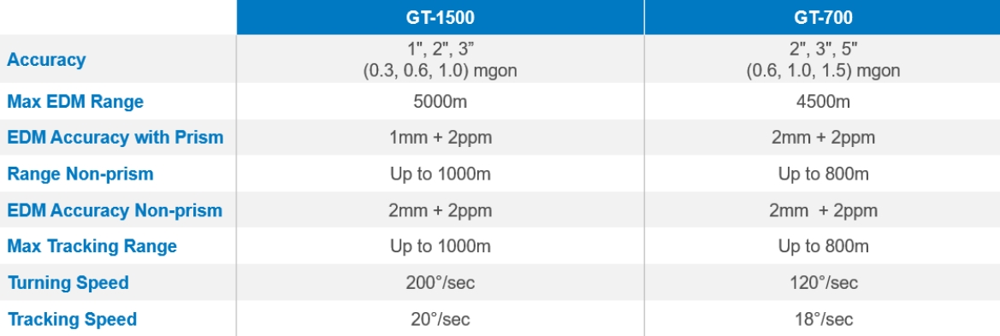 GT-1500 GT-700
Accuracy 1", 2", 3” 2", 3", 5"
(0.3, 0.6, 1.0) mgon (0.6, 1.0, 1.5) mgon
Max EDM Range 5000m 4500m
EDM Accuracy with Prism 1mm + 2ppm 2mm + 2ppm
Range Non-prism Up to 1000m Up to 800m
EDM Accuracy Non-prism 2mm + 2ppm 2mm  + 2ppm
Max Tracking Range Up to 1000m Up to 800m
Turning Speed 200°/sec 120°/sec
Tracking Speed 20°/sec 18°/sec